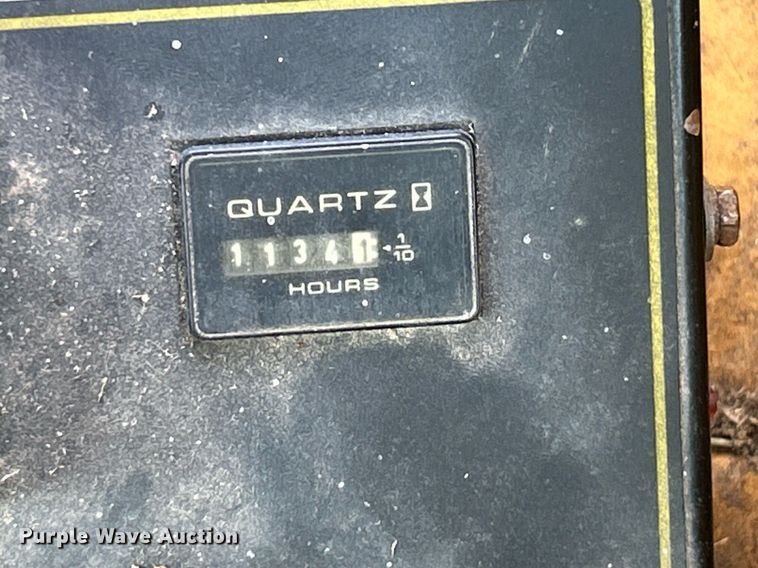 QUARTZ
11341 1/10
HOURS
Purple Wave Auction